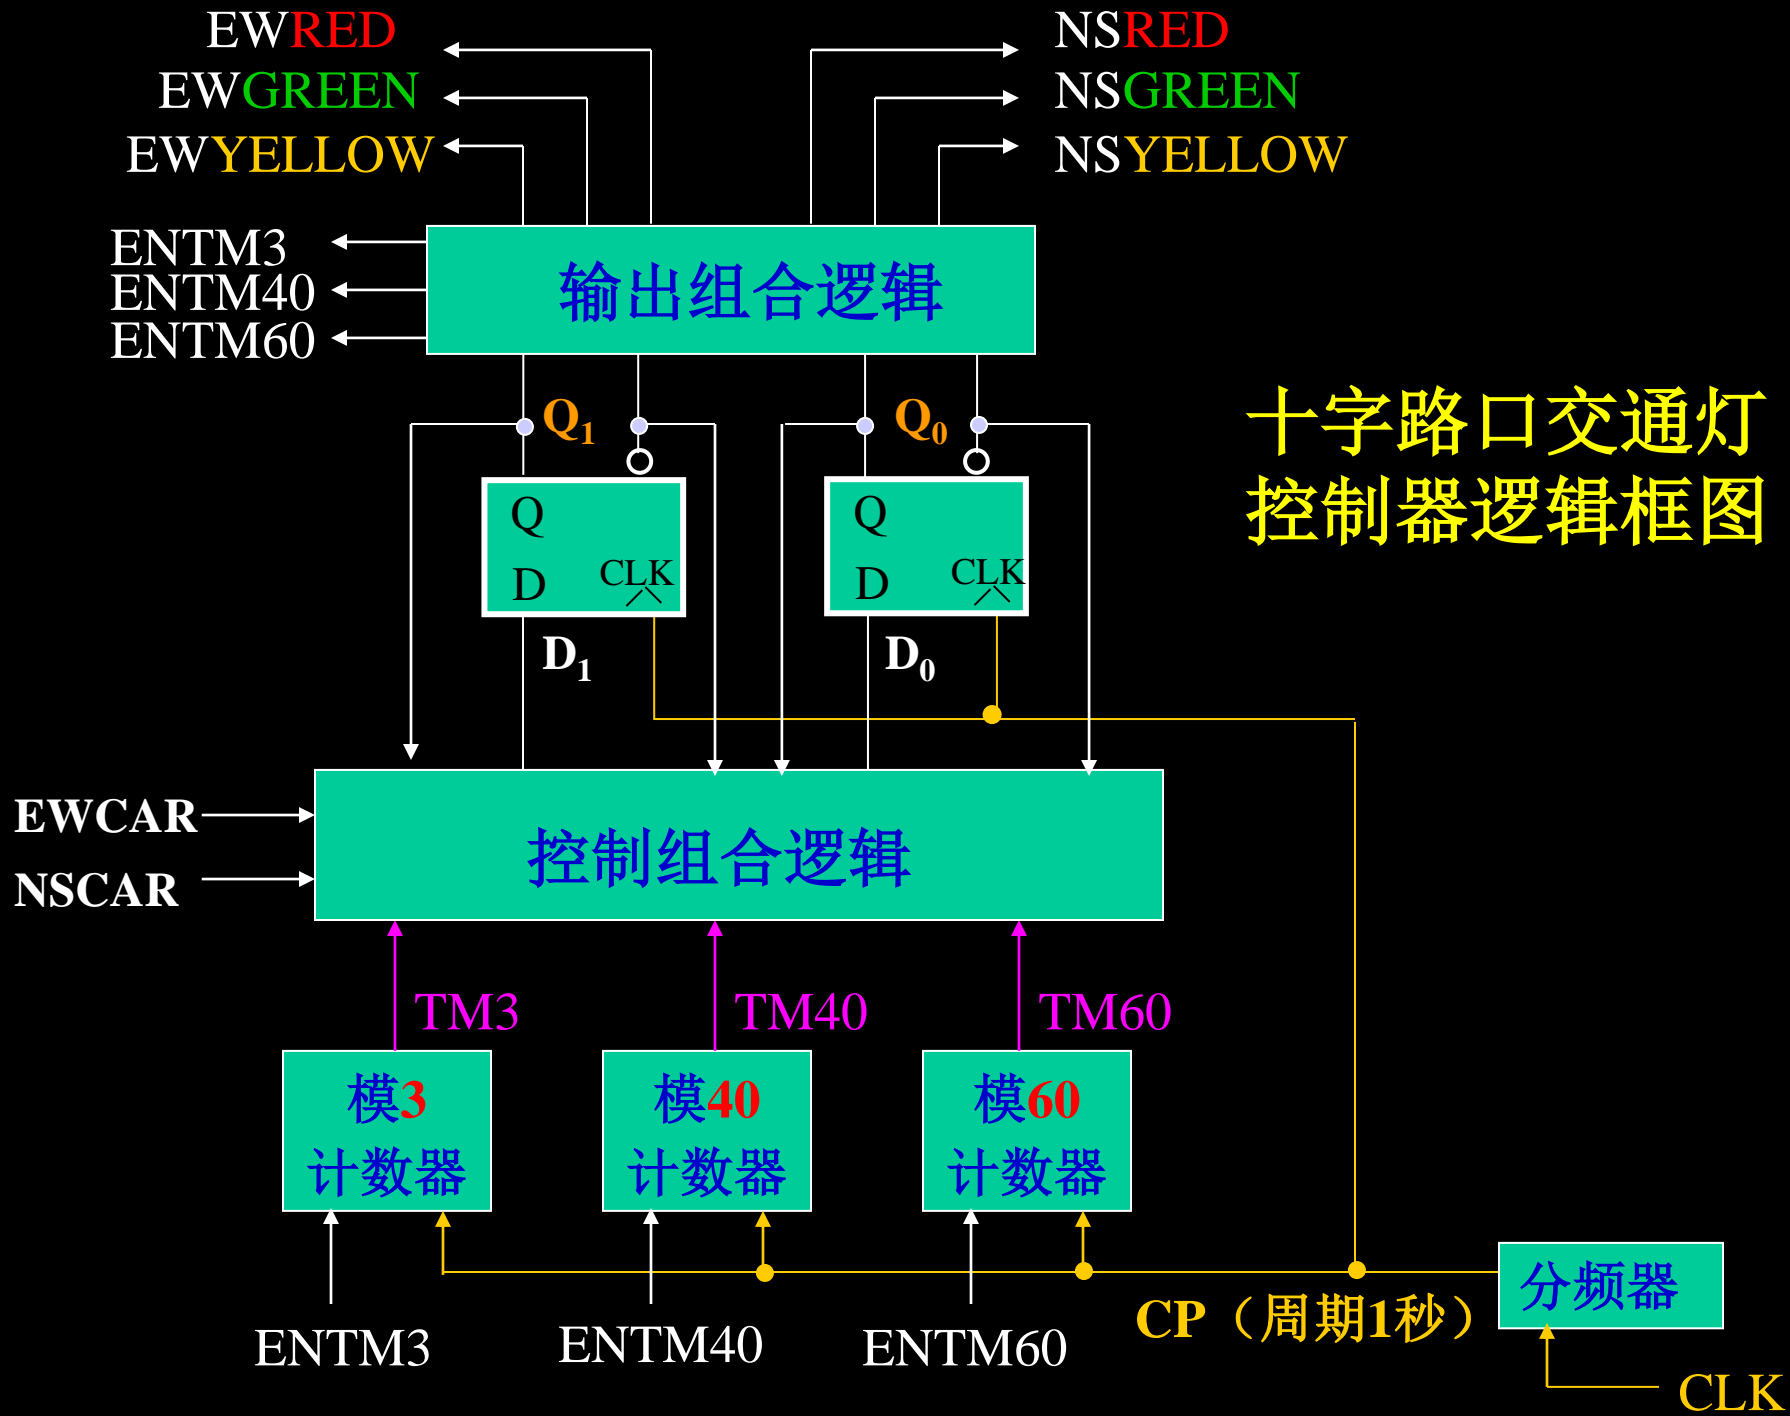 EWRED
NSRED
EWGREEN
NSGREEN
EWYELLOW
NSYELLOW
ENTM3
ENTM40
ENTM60
输出组合逻辑
十字路口交通灯
控制器逻辑框图
Q1
Q0
Q
D
CLK
Q
D
CLK
D1
D0
EWCAR
NSCAR
控制组合逻辑
TM3
TM40
TM60
模3
计数器
模40
计数器
模60
计数器
ENTM3
ENTM40
ENTM60
CP（周期1秒）
分频器
CLK